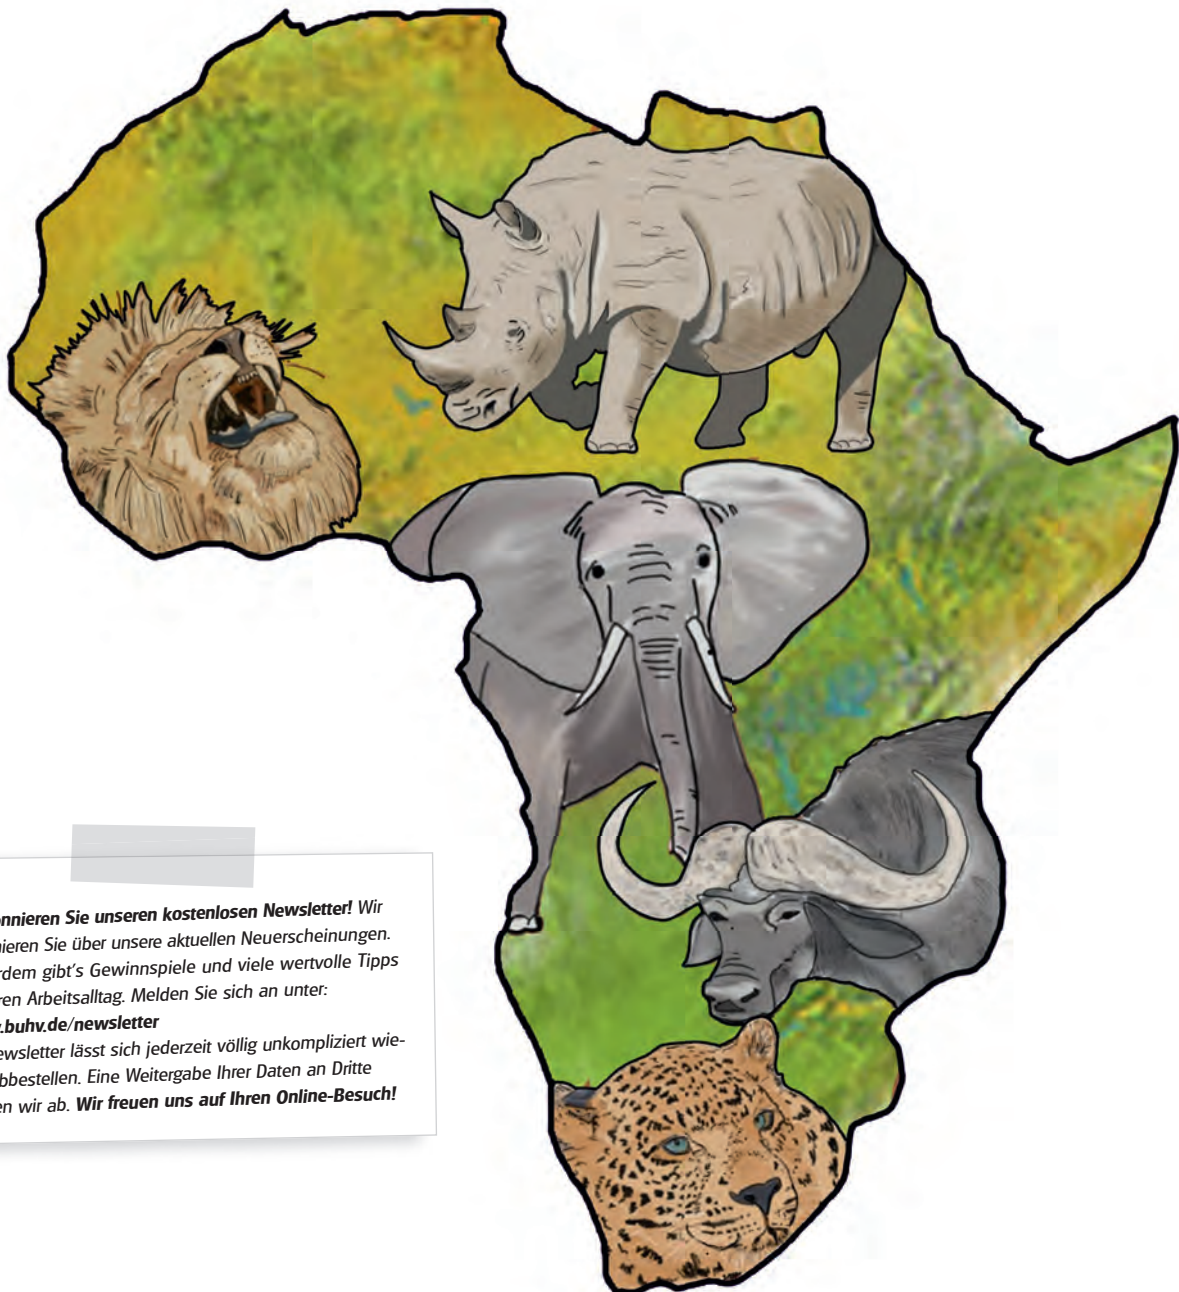 nnieren Sie unseren kostenlosen Newsletter! Wir
nieren Sie über unsere aktuellen Neuerscheinungen.
rdem gibt's Gewinnspiele und viele wertvolle Tipps
ren Arbeitsalltag. Melden Sie sich an unter:
.buhv.de/newsletter
ewsletter lässt sich jederzeit völlig unkompliziert wie-
bbestellen. Eine Weitergabe Ihrer Daten an Dritte
en wir ab. Wir freuen uns auf Ihren Online-Besuch!